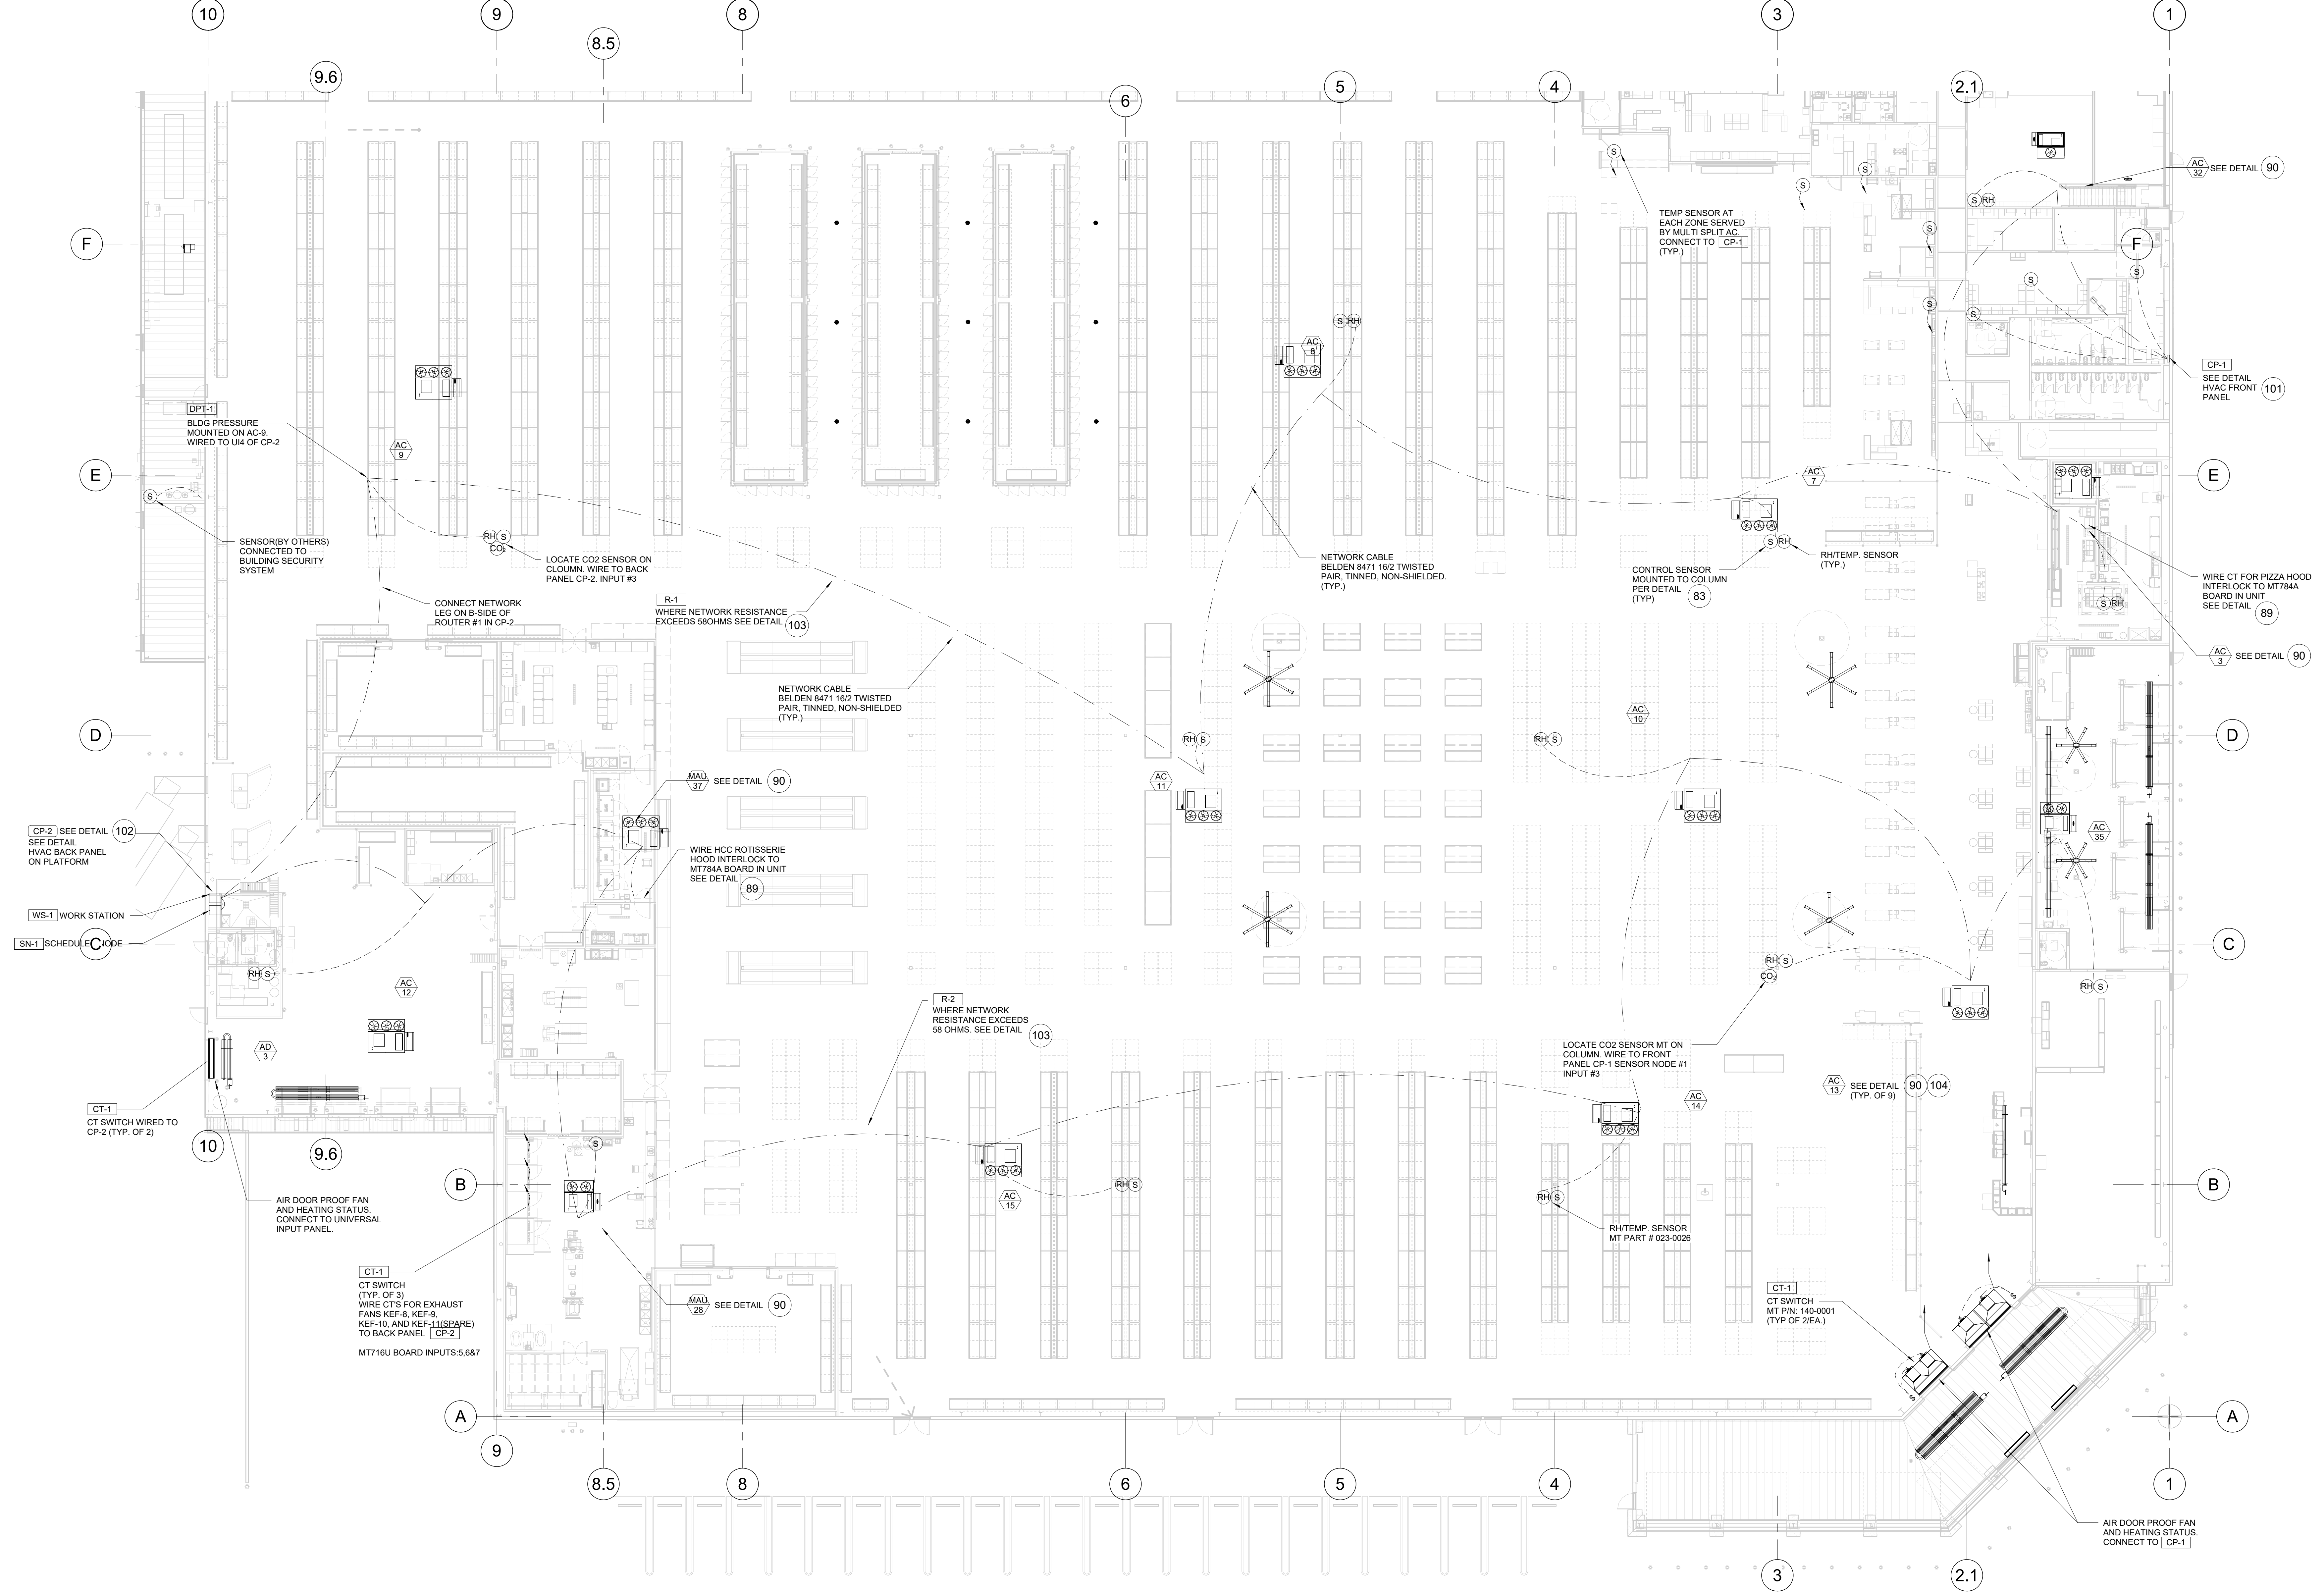 10
9
8
8.5
9.6
6
5
4
3
2.1
1
F
E
D
C
AC
32
SEE DETAIL 90
S RH
F
S
S
S
S
S
S
S
S
TEMP SENSOR AT
EACH ZONE SERVED
BY MULTI SPLIT AC.
CONNECT TO CP-1
(TYP.)
CP-1
SEE DETAIL
HVAC FRONT 101
PANEL
S RH
AC
8
DPT-1
BLDG PRESSURE
MOUNTED ON AC-9.
WIRED TO UI4 OF CP-2
AC
9
S
SENSOR(BY OTHERS)
CONNECTED TO
BUILDING SECURITY
SYSTEM
RH S
CO2
LOCATE CO2 SENSOR ON
CLOUMN. WIRE TO BACK
PANEL CP-2. INPUT #3
CONNECT NETWORK
LEG ON B-SIDE OF
ROUTER #1 IN CP-2
R-1
WHERE NETWORK RESISTANCE
EXCEEDS 58OHMS SEE DETAIL 103
NETWORK CABLE
BELDEN 8471 16/2 TWISTED
PAIR, TINNED, NON-SHIELDED
(TYP.)
NETWORK CABLE
BELDEN 8471 16/2 TWISTED
PAIR, TINNED, NON-SHIELDED.
(TYP.)
AC
7
S RH
RH/TEMP. SENSOR
(TYP.)
CONTROL SENSOR
MOUNTED TO COLUMN
PER DETAIL 83
(TYP)
E
WIRE CT FOR PIZZA HOOD
INTERLOCK TO MT784A
BOARD IN UNIT
SEE DETAIL 89
S RH
AC
3
SEE DETAIL 90
AC
10
RH S
RH S
AC
11
D
AC
35
MAU
37
SEE DETAIL 90
WIRE HCC ROTISSERIE
HOOD INTERLOCK TO
MT784A BOARD IN UNIT
SEE DETAIL 89
CP-2 SEE DETAIL 102
SEE DETAIL
HVAC BACK PANEL
ON PLATFORM
WS-1 WORK STATION
SN-1 SCHEDULE NODE
RH S
AC
12
AD
3
C
RH S
RH S
CO2
LOCATE CO2 SENSOR MT ON
COLUMN. WIRE TO FRONT
PANEL CP-1 SENSOR NODE #1
INPUT #3
R-2
WHERE NETWORK
RESISTANCE EXCEEDS
58 OHMS. SEE DETAIL 103
AC
13
SEE DETAIL 90 104
(TYP. OF 9)
AC
14
CT-1
CT SWITCH WIRED TO
CP-2 (TYP. OF 2)
10
9.6
AIR DOOR PROOF FAN
AND HEATING STATUS.
CONNECT TO UNIVERSAL
INPUT PANEL.
B
S
AC
15
RH S
RH S
RH/TEMP. SENSOR
MT PART # 023-0026
B
CT-1
CT SWITCH
(TYP. OF 3)
WIRE CT'S FOR EXHAUST
FANS KEF-8, KEF-9,
KEF-10, AND KEF-11(SPARE)
TO BACK PANEL CP-2
MT716U BOARD INPUTS:5,6&7
MAU
28
SEE DETAIL 90
CT-1
CT SWITCH
MT P/N: 140-0001
(TYP OF 2/EA.)
S
S
A
A
9
8.5
8
6
5
4
3
2.1
1
AIR DOOR PROOF FAN
AND HEATING STATUS.
CONNECT TO CP-1